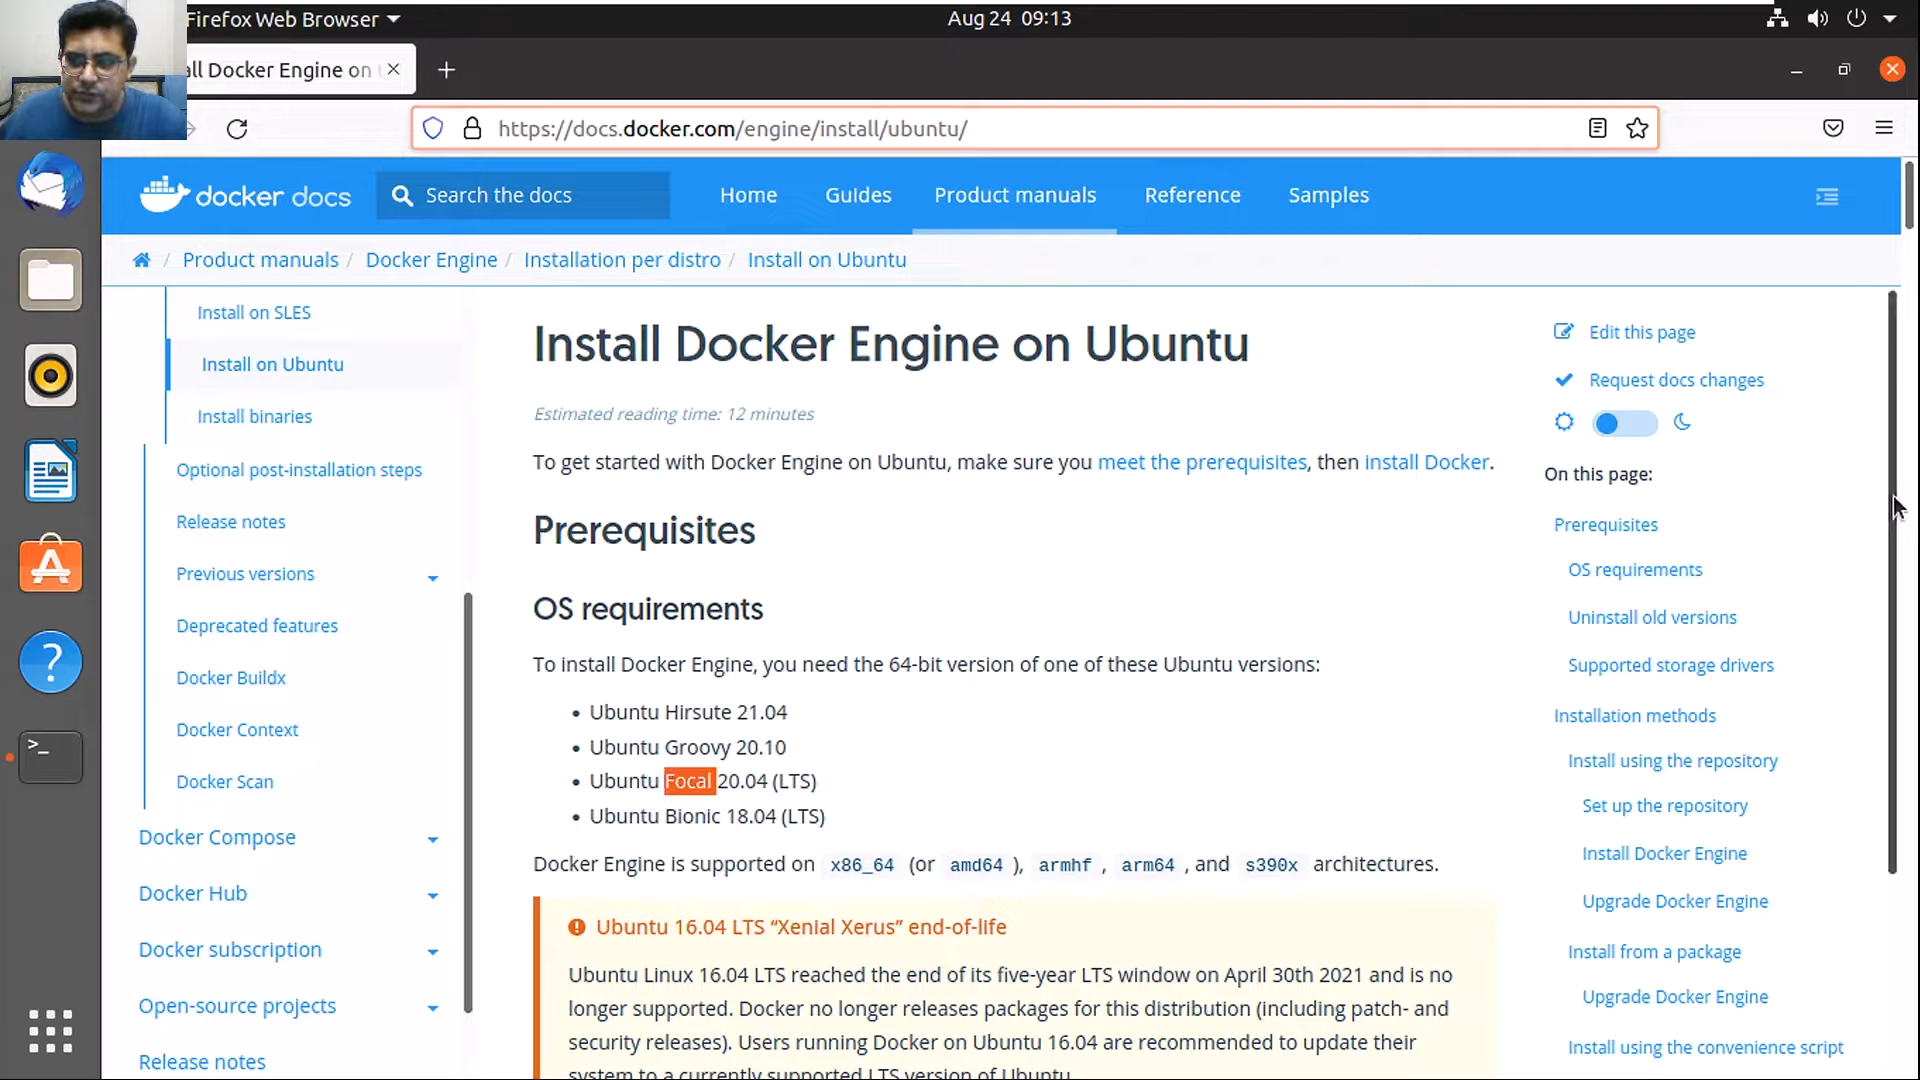 Firefox Web Browser
Aug 24 09:13
all Docker Engine on
https://docs.docker.com/engine/install/ubuntu/
docker docs
Search the docs
Home
Guides
Product manuals
Reference
Samples
/ Product manuals / Docker Engine / Installation per distro / Install on Ubuntu
Install on SLES
Install on Ubuntu
Install binaries
Optional post-installation steps
Release notes
Previous versions
Deprecated features
Docker Buildx
Docker Context
Docker Scan
Docker Compose
Docker Hub
Docker subscription
Open-source projects
Release notes
Install Docker Engine on Ubuntu
Estimated reading time: 12 minutes
To get started with Docker Engine on Ubuntu, make sure you meet the prerequisites, then install Docker.
Prerequisites
OS requirements
To install Docker Engine, you need the 64-bit version of one of these Ubuntu versions:
• Ubuntu Hirsute 21.04
• Ubuntu Groovy 20.10
• Ubuntu Focal 20.04 (LTS)
• Ubuntu Bionic 18.04 (LTS)
Docker Engine is supported on x86_64 (or amd64 ), armhf , arm64 , and s390x architectures.
Ubuntu 16.04 LTS “Xenial Xerus” end-of-life
Ubuntu Linux 16.04 LTS reached the end of its five-year LTS window on April 30th 2021 and is no
longer supported. Docker no longer releases packages for this distribution (including patch- and
security releases). Users running Docker on Ubuntu 16.04 are recommended to update their
system to a currently supported LTS version of Ubuntu.
Edit this page
Request docs changes
On this page:
Prerequisites
OS requirements
Uninstall old versions
Supported storage drivers
Installation methods
Install using the repository
Set up the repository
Install Docker Engine
Upgrade Docker Engine
Install from a package
Upgrade Docker Engine
Install using the convenience script